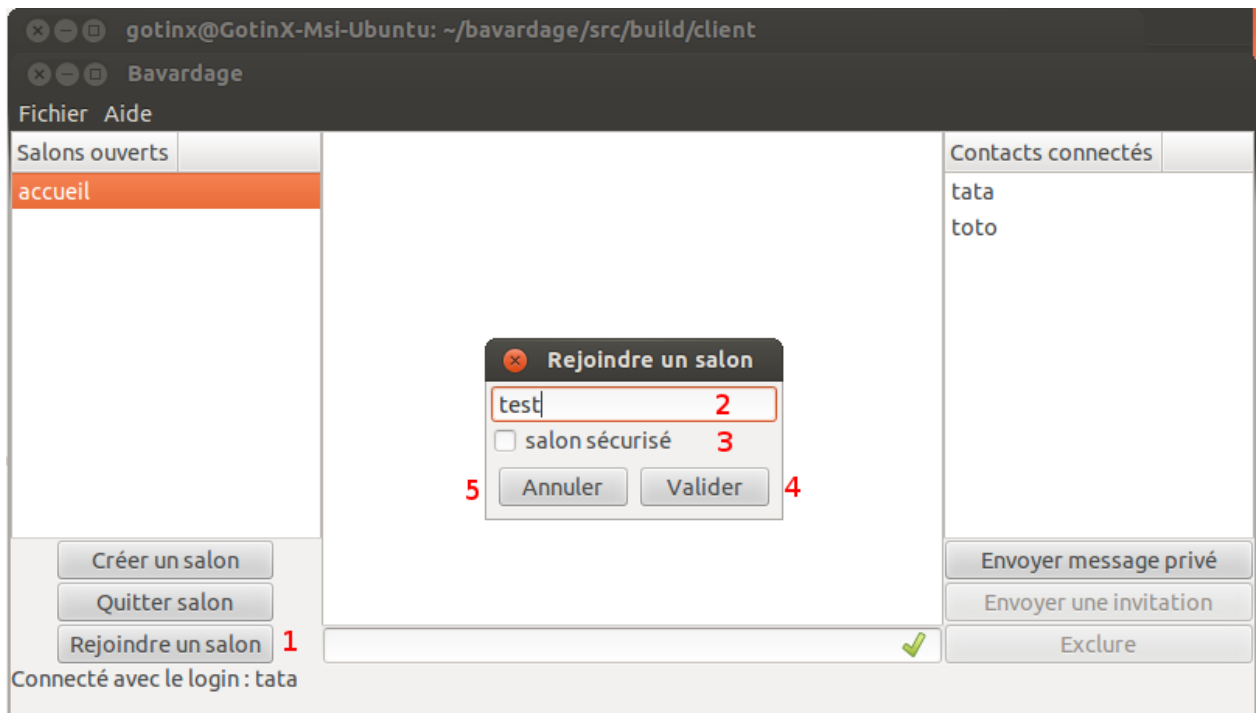 gotinx@GotinX-Msi-Ubuntu: ~/bavardage/src/build/client
Bavardage
Fichier Aide
Salons ouverts
accueil
Contacts connectés
tata
toto
Rejoindre un salon
test 2
salon sécurisé 3
5 Annuler Valider 4
Créer un salon
Quitter salon
Rejoindre un salon 1
Envoyer message privé
Envoyer une invitation
Exclure
Connecté avec le login : tata